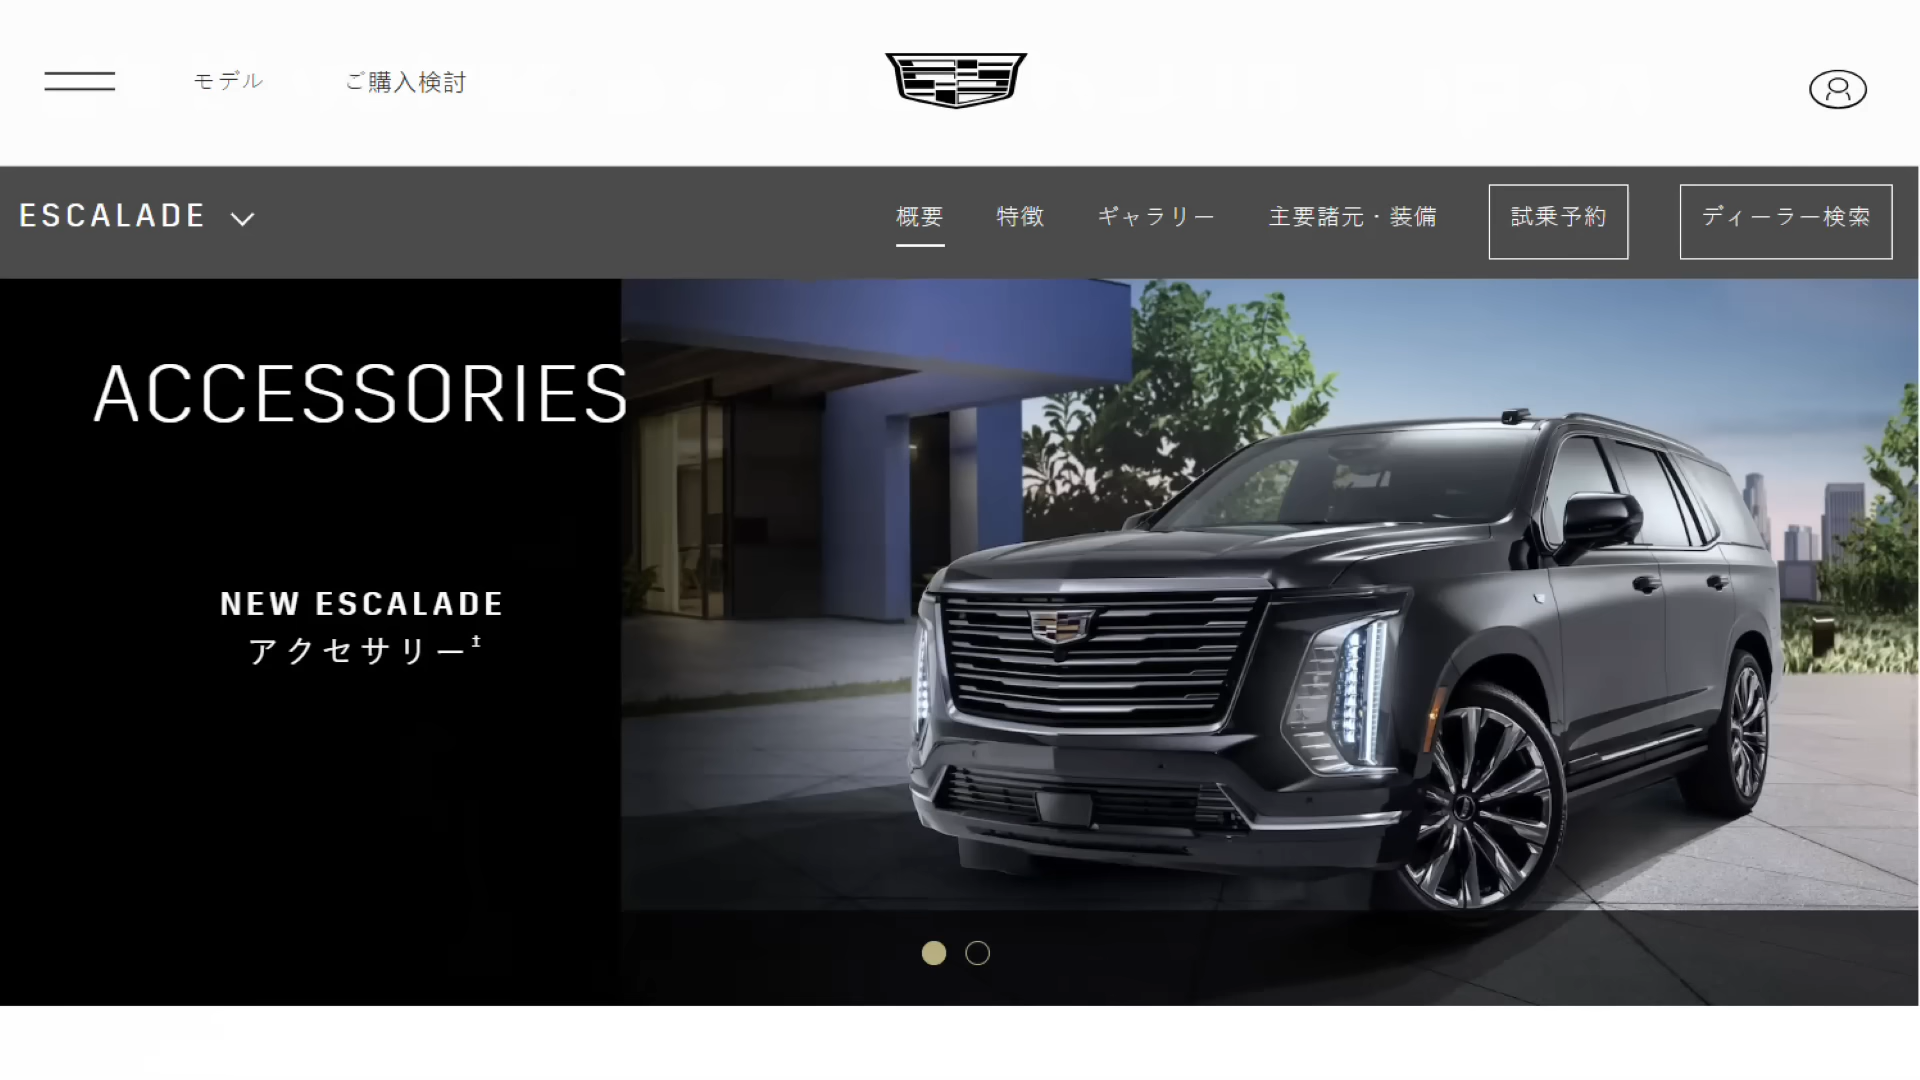 モデル
ご購入検討
ESCALADE
概要
特徴
ギャラリー
主要諸元・装備
試乗予約
ディーラー検索
ACCESSORIES
NEW ESCALADE
アクセサリー‡